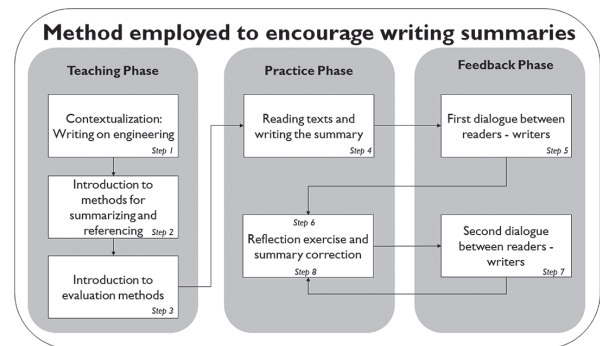 Method employed to encourage writing summaries
Teaching Phase
Contextualization:
Writing on engineering
Step 1
Introduction to
methods for
summarizing and
referencing
Step 2
Introduction to
evaluation methods
Step 3
Practice Phase
Reading texts and
writing the summary
Step 4
Step 6
Reflection exercise and
summary correction
Step 8
Feedback Phase
First dialogue between
readers - writers
Step 5
Second dialogue
between readers -
writers
Step 7